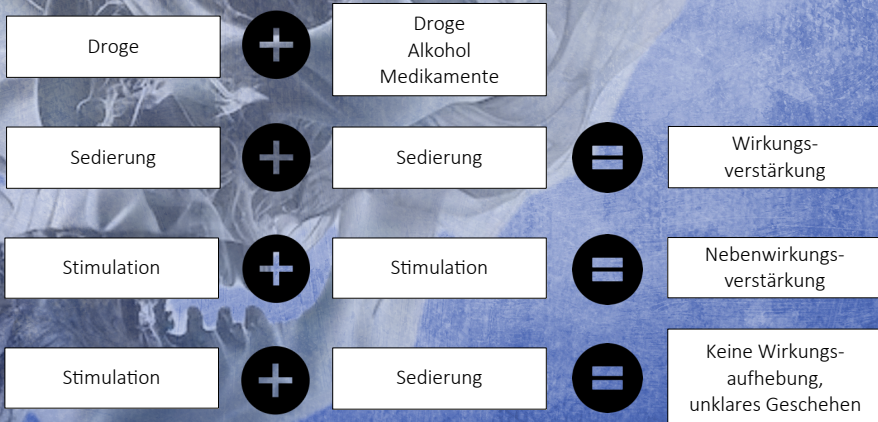 Droge
+
Droge
Alkohol
Medikamente
Sedierung
+
Sedierung
=
Wirkungs-
verstärkung
Stimulation
+
Stimulation
=
Nebenwirkungs-
verstärkung
Stimulation
+
Sedierung
=
Keine Wirkungs-
aufhebung,
unklares Geschehen